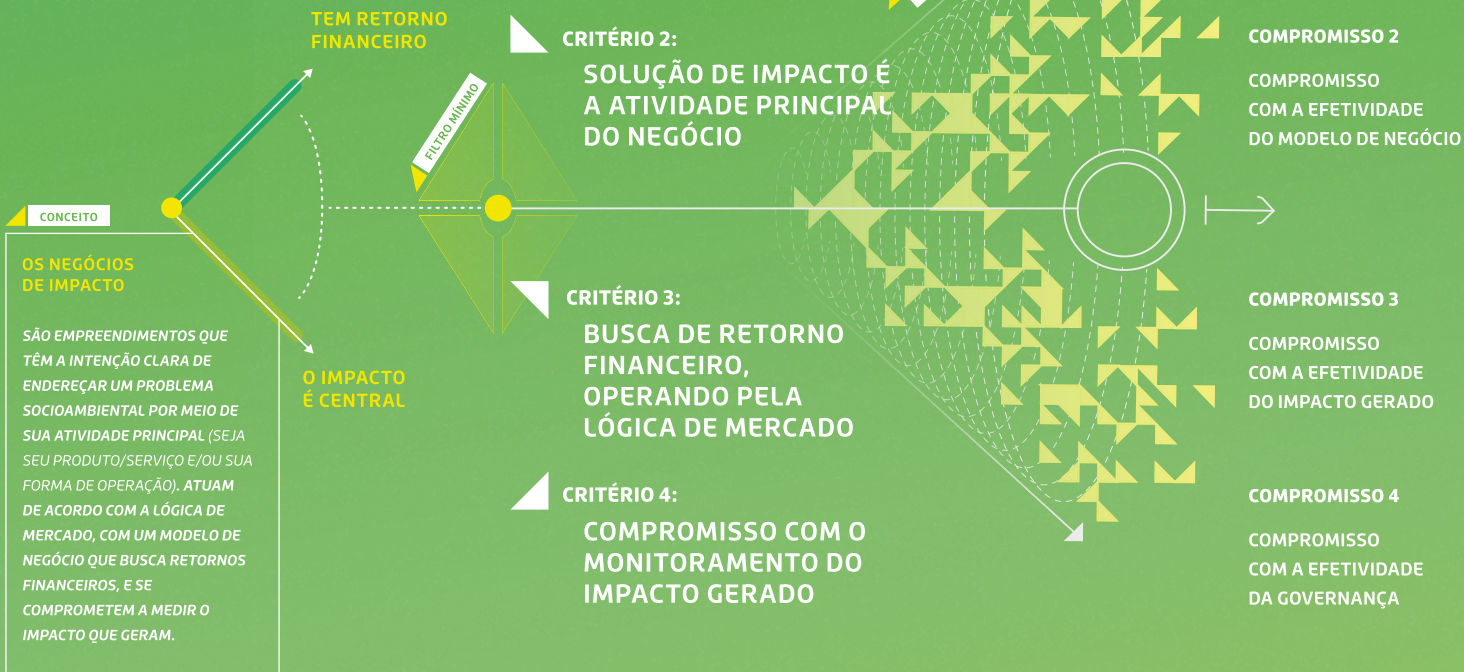 TEM RETORNO
FINANCEIRO
FILTRO MÍNIMO
CONCEITO
OS NEGÓCIOS
DE IMPACTO
SÃO EMPREENDIMENTOS QUE
TÊM A INTENÇÃO CLARA DE
ENDEREÇAR UM PROBLEMA
SOCIOAMBIENTAL POR MEIO DE
SUA ATIVIDADE PRINCIPAL (SEJA
SEU PRODUTO/SERVIÇO E/OU SUA
FORMA DE OPERAÇÃO). ATUAM
DE ACORDO COM A LÓGICA DE
MERCADO, COM UM MODELO DE
NEGÓCIO QUE BUSCA RETORNOS
FINANCEIROS, E SE
COMPROMETEM A MEDIR O
IMPACTO QUE GERAM.
O IMPACTO
É CENTRAL
CRITÉRIO 2:
SOLUÇÃO DE IMPACTO É
A ATIVIDADE PRINCIPAL
DO NEGÓCIO
CRITÉRIO 3:
BUSCA DE RETORNO
FINANCEIRO,
OPERANDO PELA
LÓGICA DE MERCADO
CRITÉRIO 4:
COMPROMISSO COM O
MONITORAMENTO DO
IMPACTO GERADO
COMPROMISSO 2
COMPROMISSO
COM A EFETIVIDADE
DO MODELO DE NEGÓCIO
COMPROMISSO 3
COMPROMISSO
COM A EFETIVIDADE
DO IMPACTO GERADO
COMPROMISSO 4
COMPROMISSO
COM A EFETIVIDADE
DA GOVERNANÇA